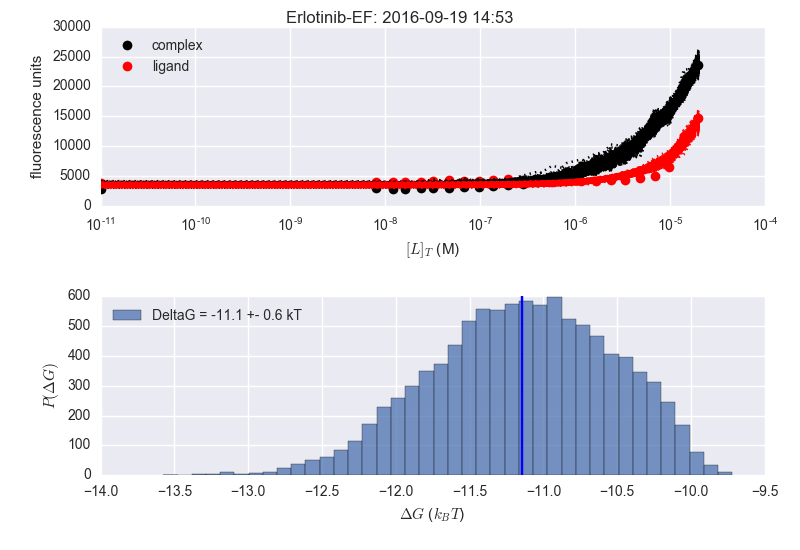 Erlotinib-EF: 2016-09-19 14:53
30000
25000
20000
15000
10000
5000
0
fluorescence units
complex
ligand
10⁻¹¹ 10⁻¹⁰ 10⁻⁹ 10⁻⁸ 10⁻⁷ 10⁻⁶ 10⁻⁵ 10⁻⁴
[L]_T (M)
600
500
400
300
200
100
0
P(ΔG)
DeltaG = -11.1 +- 0.6 kT
−14.0 −13.5 −13.0 −12.5 −12.0 −11.5 −11.0 −10.5 −10.0 −9.5
ΔG (k_BT)